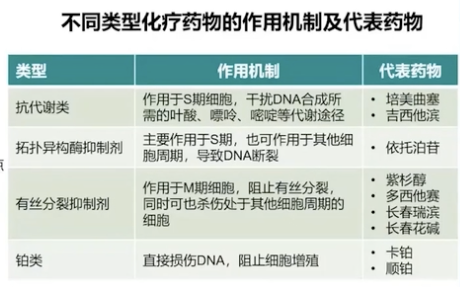 不同类型化疗药物的作用机制及代表药物
类型 作用机制 代表药物
抗代谢类
作用于S期细胞，干扰DNA合成所
需的叶酸、嘌呤、嘧啶等代谢途径
• 培美曲塞
• 吉西他滨
拓扑异构酶抑制剂
主要作用于S期，也可作用于其他细
胞周期，导致DNA断裂
• 依托泊苷
有丝分裂抑制剂
作用于M期细胞，阻止有丝分裂，
同时可也杀伤处于其他细胞周期的
细胞
• 紫杉醇
• 多西他赛
• 长春瑞滨
• 长春花碱
铂类
直接损伤DNA，阻止细胞增殖
• 卡铂
• 顺铂